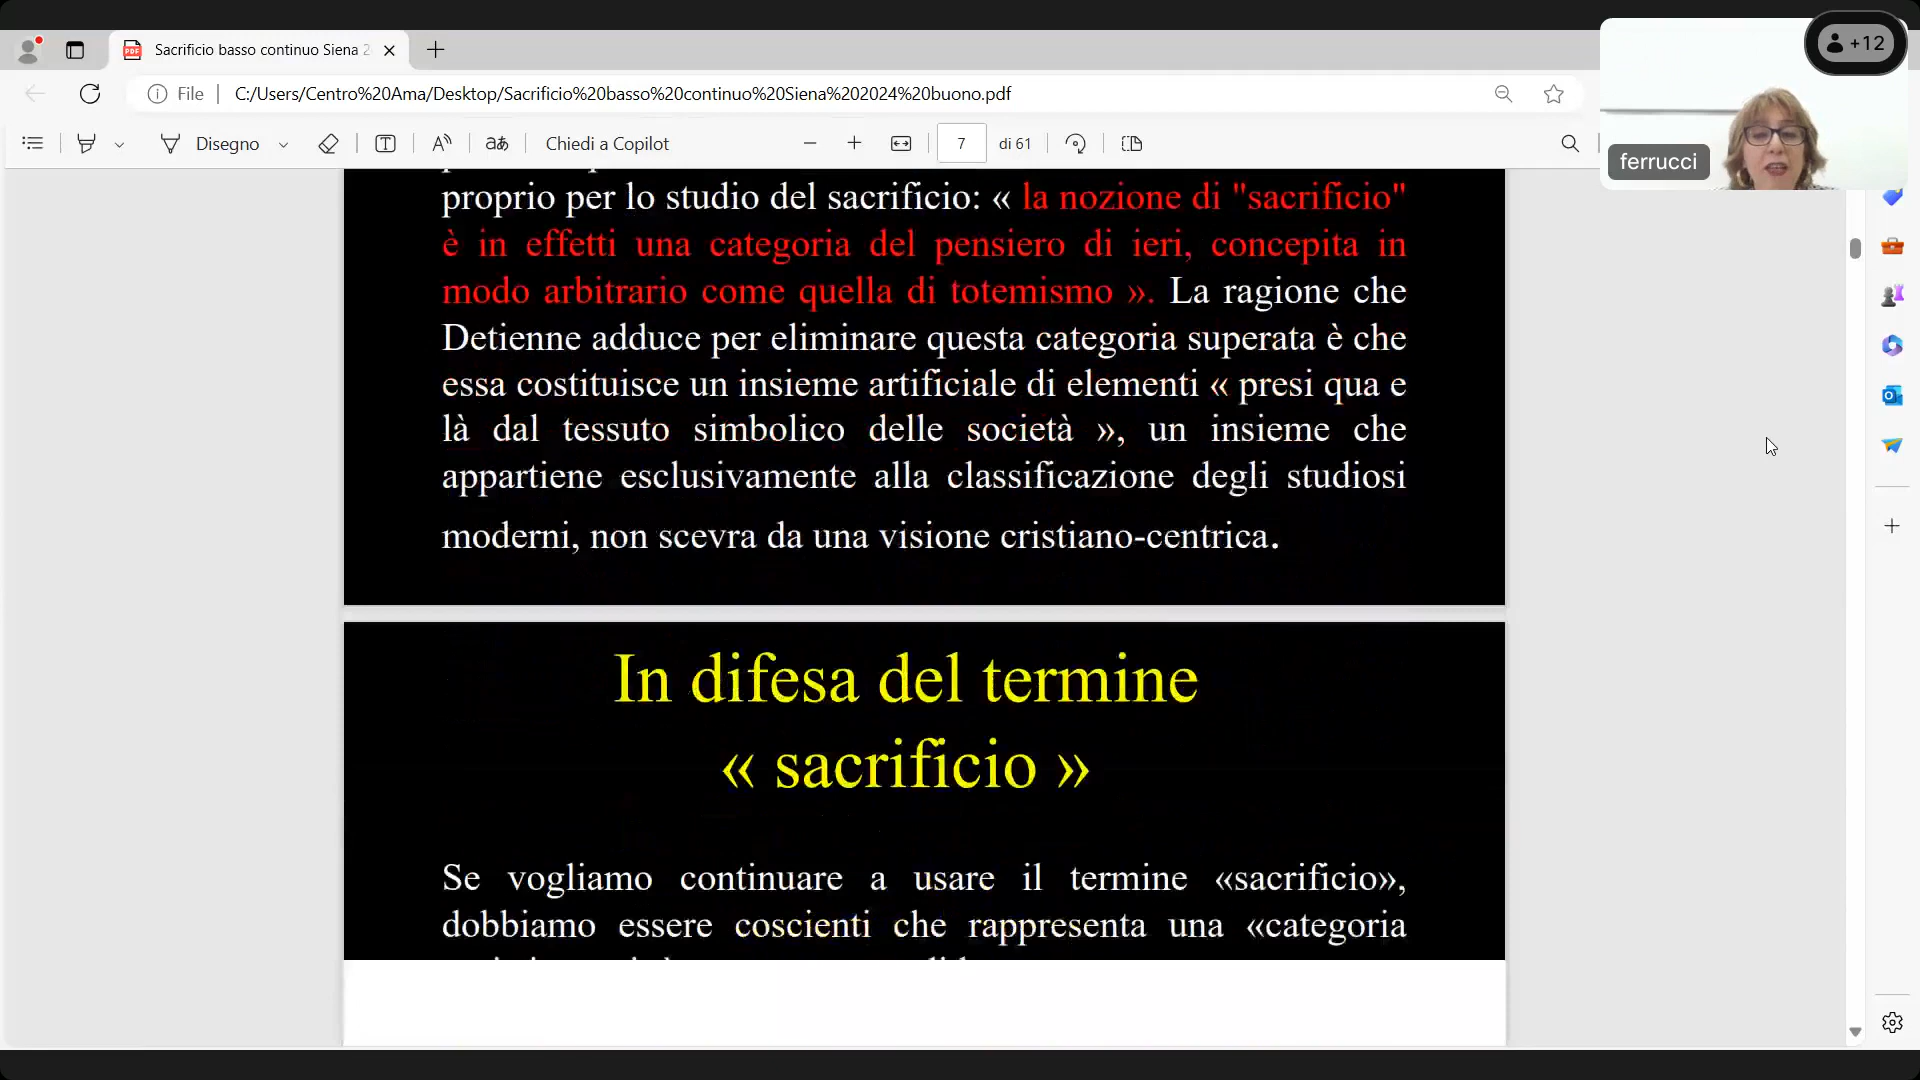 +12
Sacrificio basso continuo Siena 2
File
C:/Users/Centro%20Ama/Desktop/Sacrificio%20basso%20continuo%20Siena%202024%20buono.pdf
Disegno
Chiedi a Copilot
7 di 61
ferrucci
proprio per lo studio del sacrificio: « la nozione di "sacrificio"
è in effetti una categoria del pensiero di ieri, concepita in
modo arbitrario come quella di totemismo ». La ragione che
Detienne adduce per eliminare questa categoria superata è che
essa costituisce un insieme artificiale di elementi « presi qua e
là dal tessuto simbolico delle società », un insieme che
appartiene esclusivamente alla classificazione degli studiosi
moderni, non scevra da una visione cristiano-centrica.
In difesa del termine
« sacrificio »
Se vogliamo continuare a usare il termine «sacrificio»,
dobbiamo essere coscienti che rappresenta una «categoria